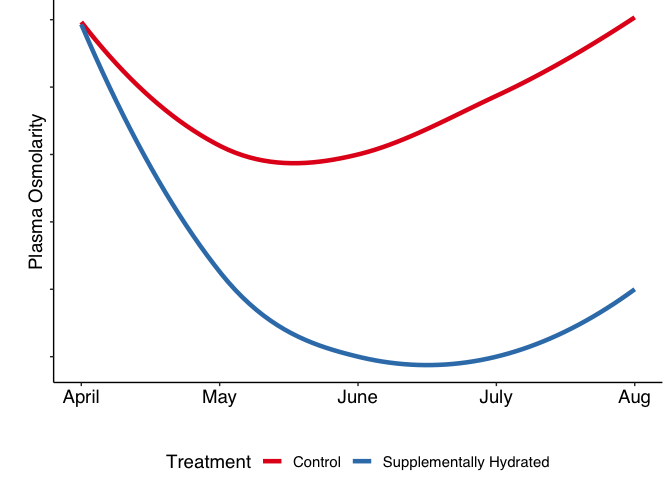 Plasma Osmolarity
April May June July Aug
Treatment Control Supplementally Hydrated